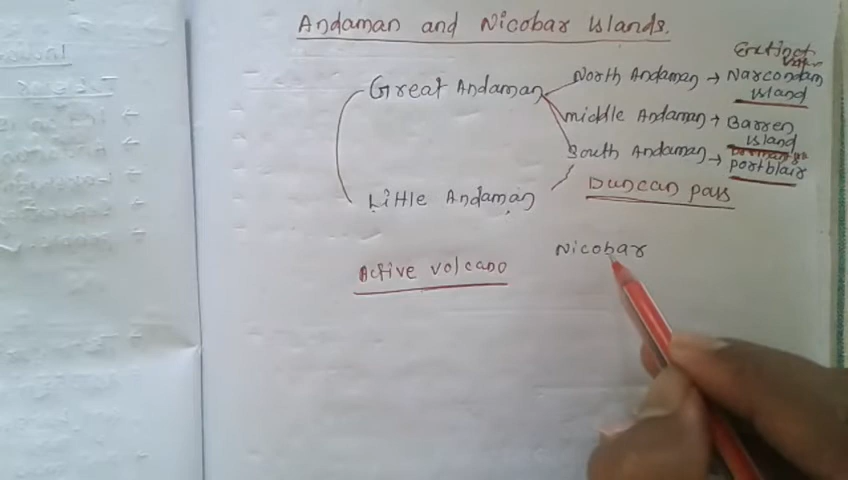 Andaman and Nicobar Islands.
Extinct
Great Andaman
North Andaman → Narcondam
Island
middle Andaman → Barren
Island
South Andaman → Portblair
Little Andaman
Duncan pass
Nicobar
Active volcano